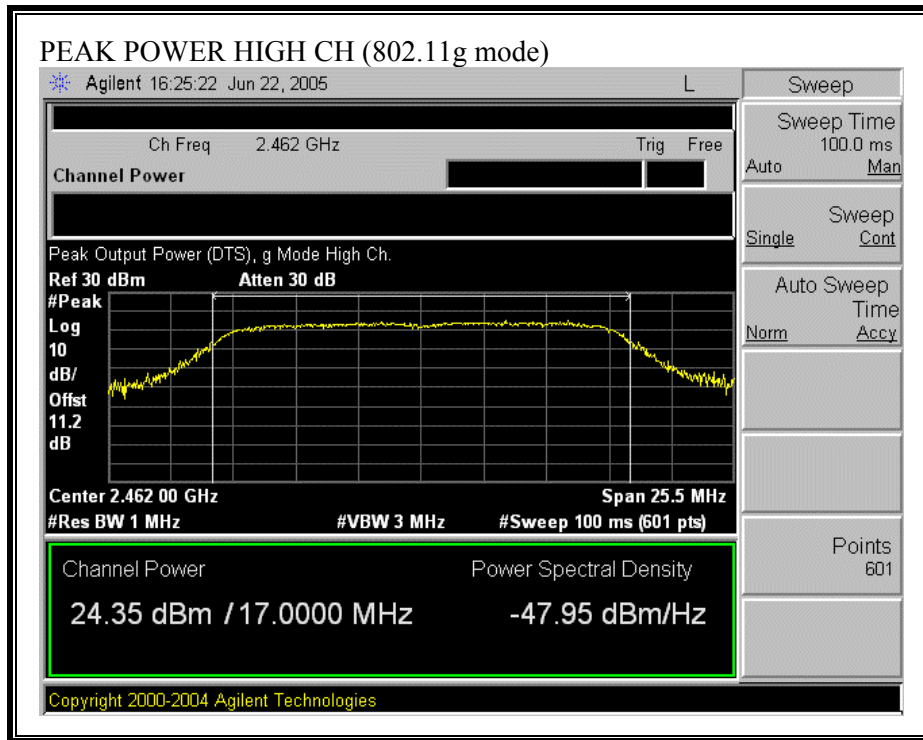 PEAK POWER HIGH CH (802.11g mode)
Agilent 16:25:22 Jun 22, 2005 L
Sweep
Ch Freq 2.462 GHz Trig Free
Channel Power
Sweep Time
100.0 ms
Auto Man
Sweep
Single Cont
Auto Sweep
Time
Norm Accy
Points
601
Peak Output Power (DTS), g Mode High Ch.
Ref 30 dBm Atten 30 dB
#Peak
Log
10
dB/
Offst
11.2
dB
Center 2.462 00 GHz Span 25.5 MHz
#Res BW 1 MHz #VBW 3 MHz #Sweep 100 ms (601 pts)
Channel Power Power Spectral Density
24.35 dBm / 17.0000 MHz -47.95 dBm/Hz
Copyright 2000-2004 Agilent Technologies